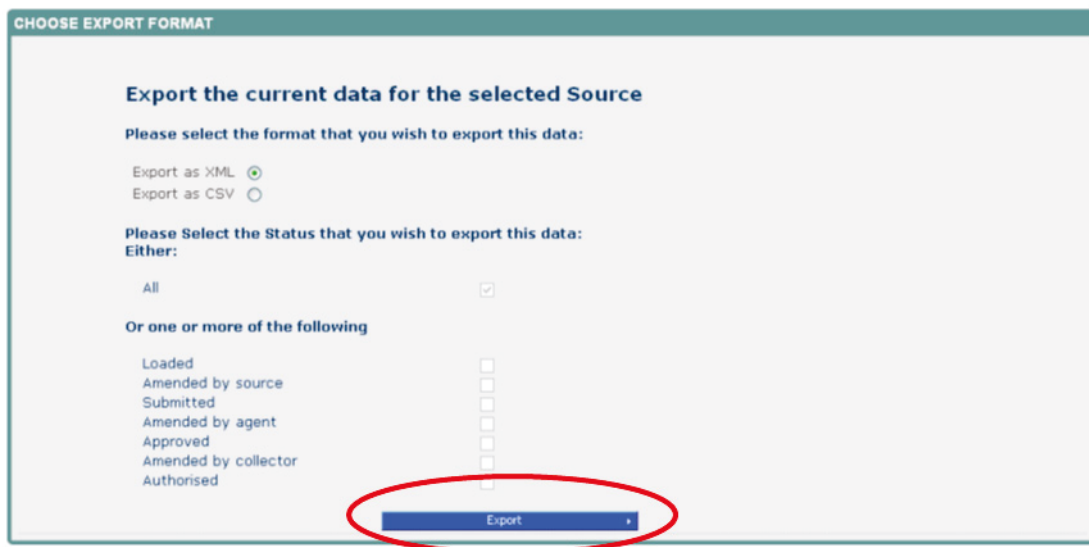 CHOOSE EXPORT FORMAT
Export the current data for the selected Source
Please select the format that you wish to export this data:
Export as XML
Export as CSV
Please Select the Status that you wish to export this data:
Either:
All
Or one or more of the following
Loaded
Amended by source
Submitted
Amended by agent
Approved
Amended by collector
Authorised
Export